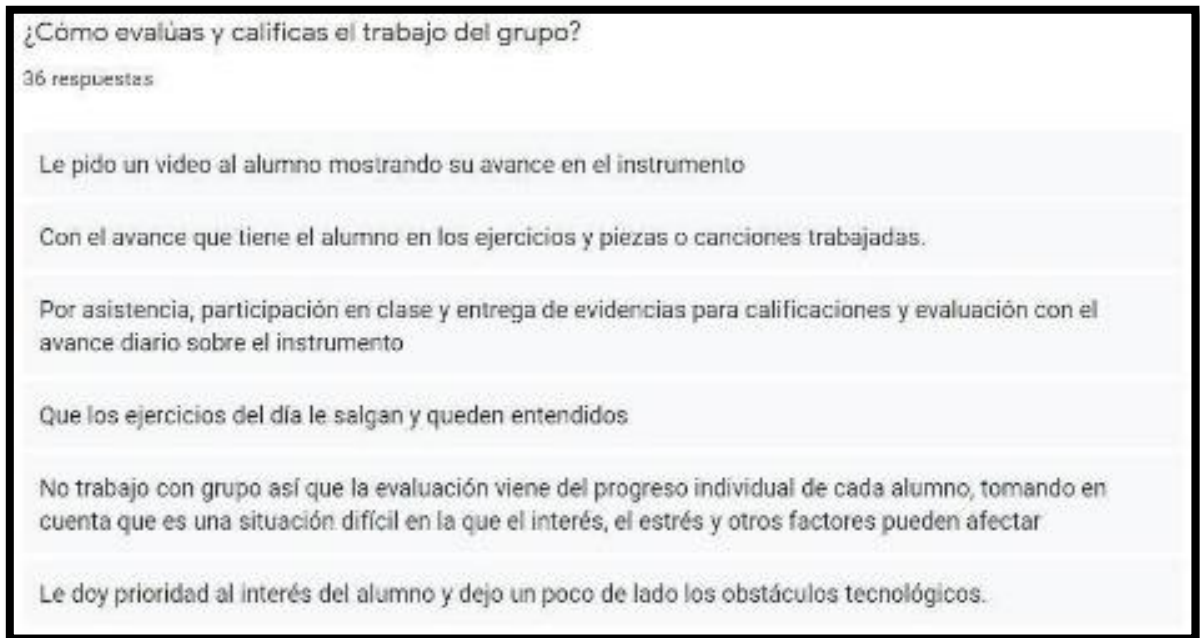 ¿Cómo evalúas y calificas el trabajo del grupo?
36 respuestas
Le pido un video al alumno mostrando su avance en el instrumento
Con el avance que tiene el alumno en los ejercicios y piezas o canciones trabajadas.
Por asistencia, participación en clase y entrega de evidencias para calificaciones y evaluación con el
avance diario sobre el instrumento
Que los ejercicios del día le salgan y queden entendidos
No trabajo con grupo así que la evaluación viene del progreso individual de cada alumno, tomando en
cuenta que es una situación difícil en la que el interés, el estrés y otros factores pueden afectar
Le doy prioridad al interés del alumno y dejo un poco de lado los obstáculos tecnológicos.